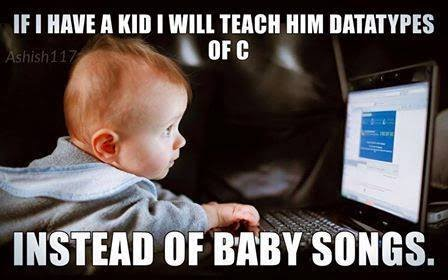 IF I HAVE A KID I WILL TEACH HIM DATATYPES
OF C
Ashish117
INSTEAD OF BABY SONGS.